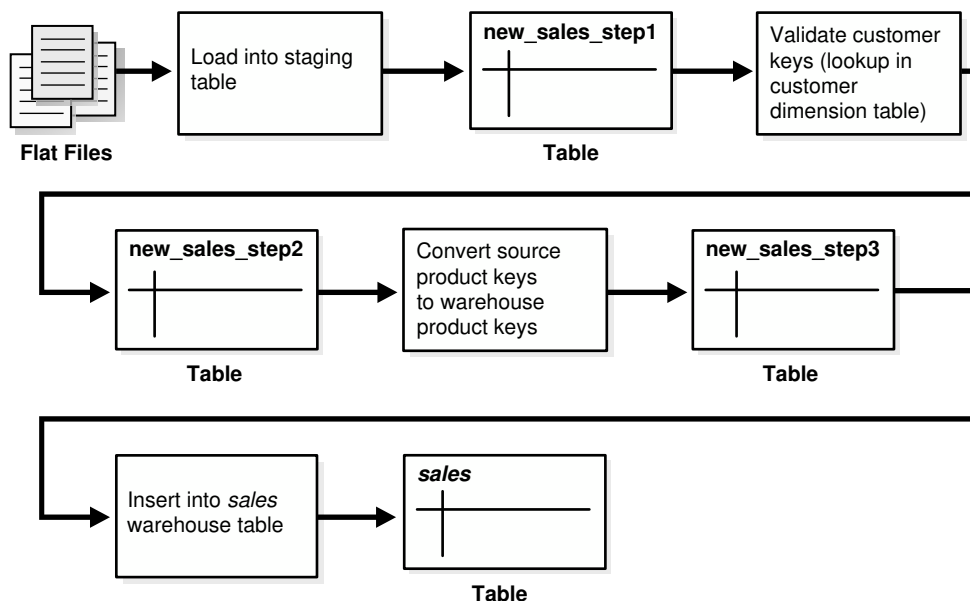 Flat Files
Load into staging
table
new_sales_step1
Table
Validate customer
keys (lookup in
customer
dimension table)
new_sales_step2
Table
Convert source
product keys
to warehouse
product keys
new_sales_step3
Table
Insert into sales
warehouse table
sales
Table